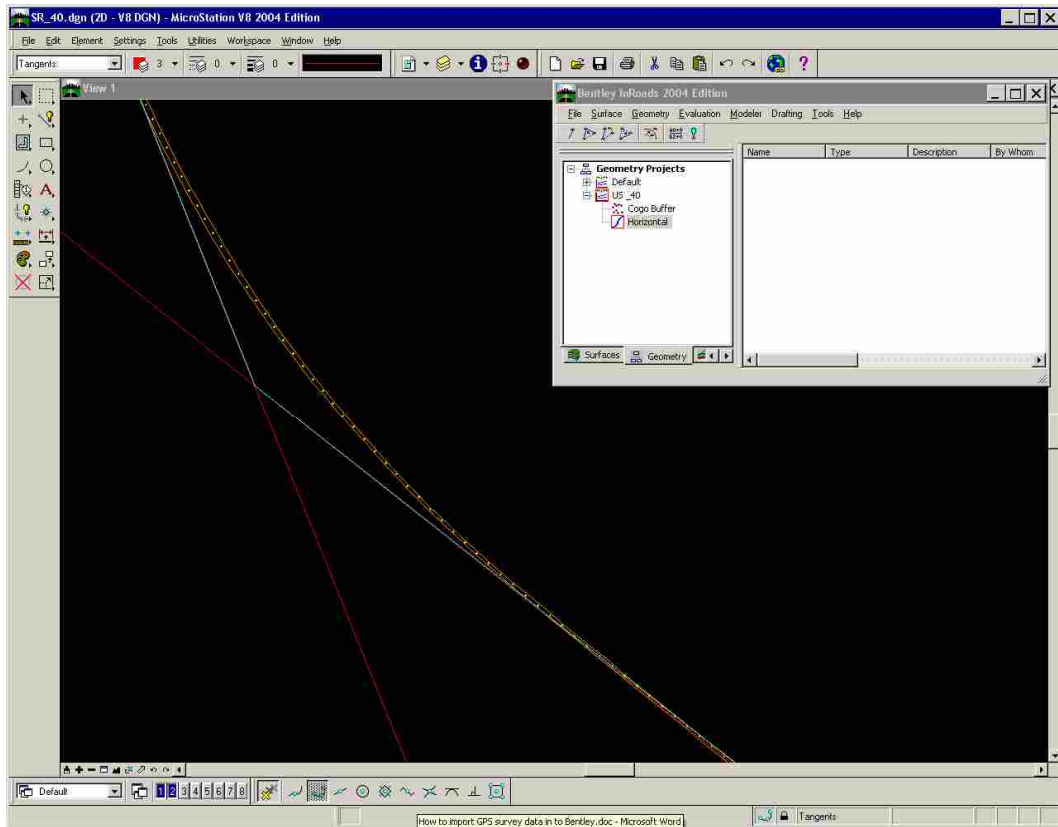 SR_40.dgn (2D - V8 DGN) - MicroStation V8 2004 Edition
File Edit Element Settings Tools Utilities Workspace Window Help
Tangents 3 0 0
View 1
Bentley InRoads 2004 Edition
File Surface Geometry Evaluation Modeler Drafting Tools Help
Geometry Projects
Default
US_40
Cogo Buffer
Horizontal
Name Type Description By Whom
Surfaces Geometry
Default 1 2 3 4 5 6 7 8
How to import GPS survey data in to Bentley.doc - Microsoft Word
Tangents